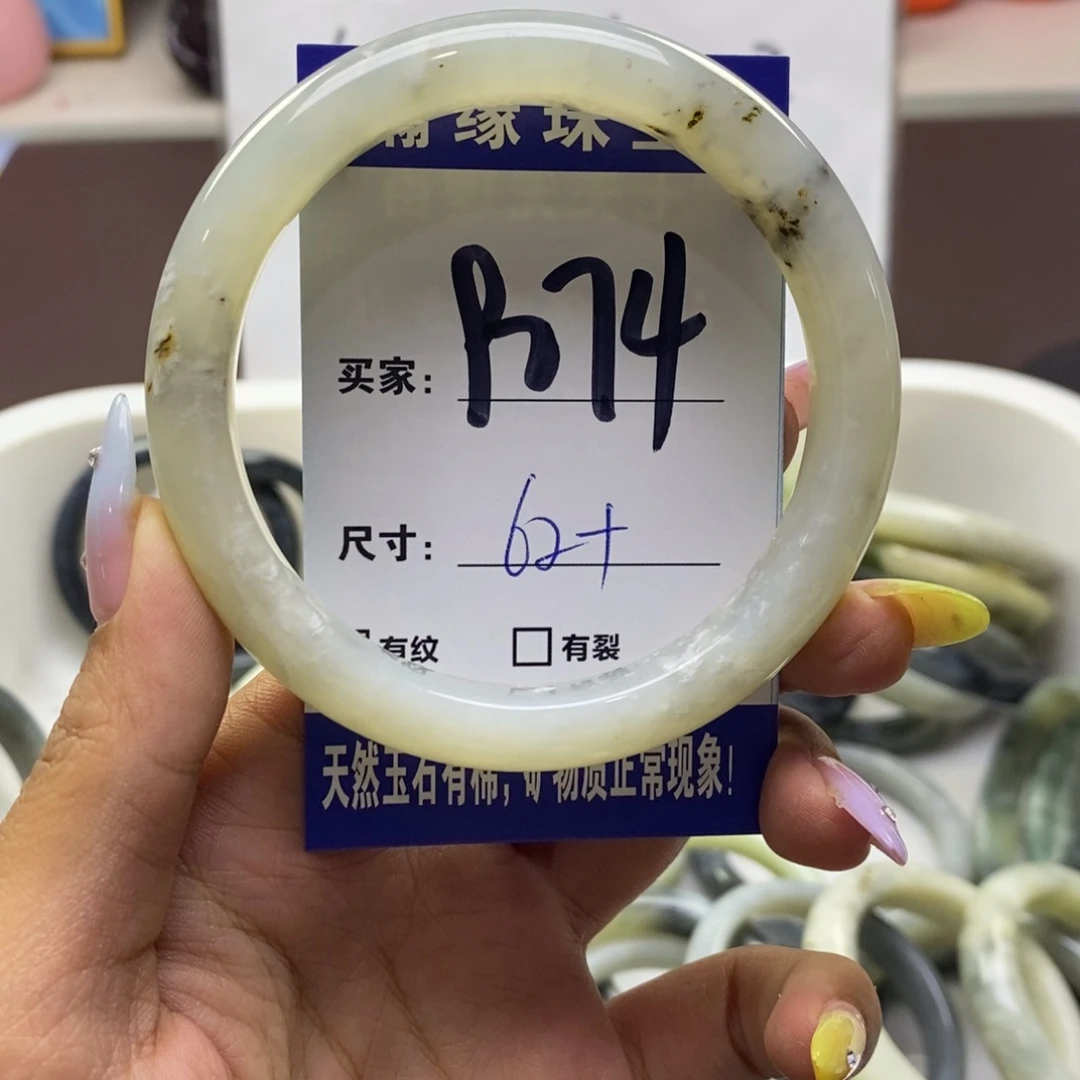 缘珠
买家： B74
尺寸： 62+
有纹 □有裂
天然玉石有棉，矿物质正常现象！